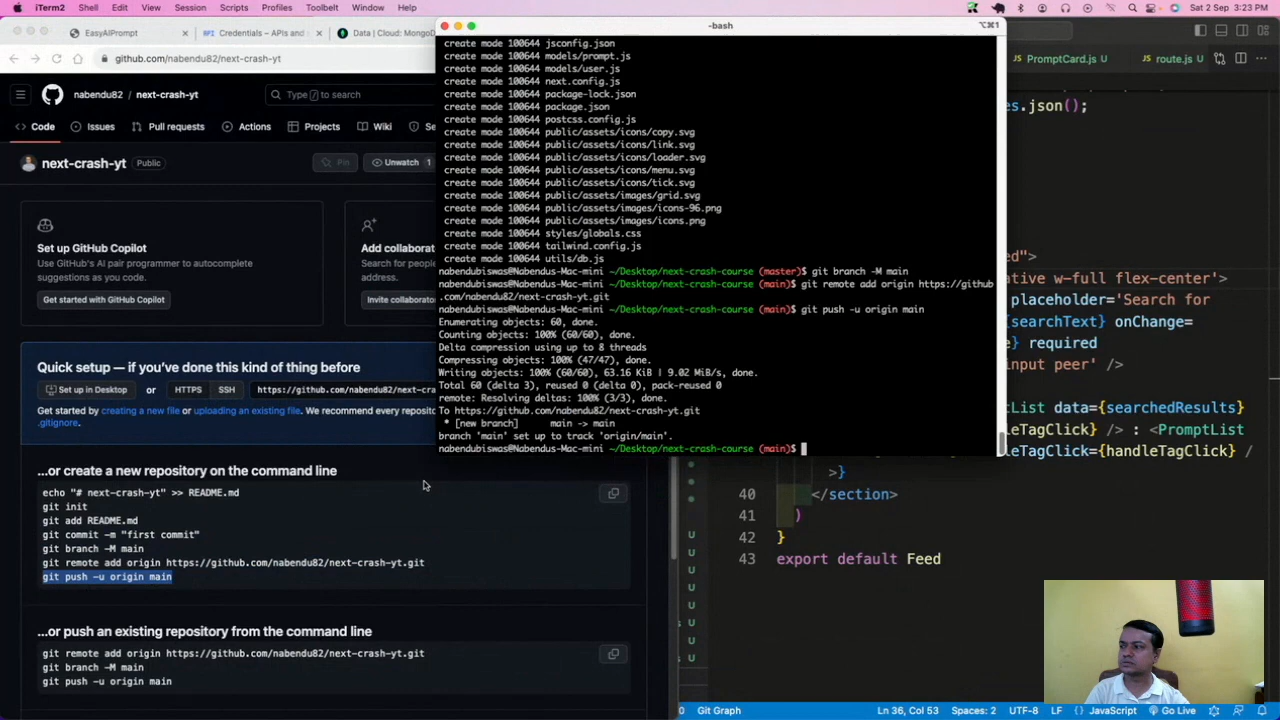 iTerm2 Shell Edit View Session Scripts Profiles Toolbelt Window Help
Sat 2 Sep 3:23 PM
EasyAIPrompt
Credentials – APIs and
Data | Cloud: MongoD
github.com/nabendu82/next-crash-yt
nabendu82 / next-crash-yt
Type / to search
Code Issues Pull requests Actions Projects Wiki
next-crash-yt Public
Pin Unwatch 1
Set up GitHub Copilot
Use GitHub's AI pair programmer to autocomplete
suggestions as you code.
Get started with GitHub Copilot
Add collabora
Search for people
Invite collaborato
Quick setup — if you've done this kind of thing before
Set up in Desktop or HTTPS SSH https://github.com/nabendu82/next-cra
Get started by creating a new file or uploading an existing file. We recommend every reposito
.gitignore.
...or create a new repository on the command line
echo "# next-crash-yt" >> README.md
git init
git add README.md
git commit -m "first commit"
git branch -M main
git remote add origin https://github.com/nabendu82/next-crash-yt.git
git push -u origin main
...or push an existing repository from the command line
git remote add origin https://github.com/nabendu82/next-crash-yt.git
git branch -M main
git push -u origin main
-bash
⌥⌘1
create mode 100644 jsconfig.json
create mode 100644 models/prompt.js
create mode 100644 models/user.js
create mode 100644 next.config.js
create mode 100644 package-lock.json
create mode 100644 package.json
create mode 100644 postcss.config.js
create mode 100644 public/assets/icons/copy.svg
create mode 100644 public/assets/icons/link.svg
create mode 100644 public/assets/icons/loader.svg
create mode 100644 public/assets/icons/menu.svg
create mode 100644 public/assets/icons/tick.svg
create mode 100644 public/assets/images/grid.svg
create mode 100644 public/assets/images/icons-96.png
create mode 100644 public/assets/images/icons.png
create mode 100644 styles/globals.css
create mode 100644 tailwind.config.js
create mode 100644 utils/db.js
nabendubiswas@Nabendus-Mac-mini ~/Desktop/next-crash-course (master)$ git branch -M main
nabendubiswas@Nabendus-Mac-mini ~/Desktop/next-crash-course (main)$ git remote add origin https://github
.com/nabendu82/next-crash-yt.git
nabendubiswas@Nabendus-Mac-mini ~/Desktop/next-crash-course (main)$ git push -u origin main
Enumerating objects: 60, done.
Counting objects: 100% (60/60), done.
Delta compression using up to 8 threads
Compressing objects: 100% (47/47), done.
Writing objects: 100% (60/60), 63.16 KiB | 9.02 MiB/s, done.
Total 60 (delta 3), reused 0 (delta 0), pack-reused 0
remote: Resolving deltas: 100% (3/3), done.
To https://github.com/nabendu82/next-crash-yt.git
* [new branch] main -> main
branch 'main' set up to track 'origin/main'.
nabendubiswas@Nabendus-Mac-mini ~/Desktop/next-crash-course (main)$
PromptCard.js U
route.js U
s.json();
ed">
ative w-full flex-center'>
placeholder='Search for
{searchText} onChange=
e} required
input peer' />
tList data={searchedResults}
leTagClick} : <PromptList
leTagClick={handleTagClick} /
>}
40 </section>
41 )
42 }
43 export default Feed
U
U
U
U
U
U
U
U
Git Graph
Ln 36, Col 53 Spaces: 2 UTF-8 LF JavaScript Go Live